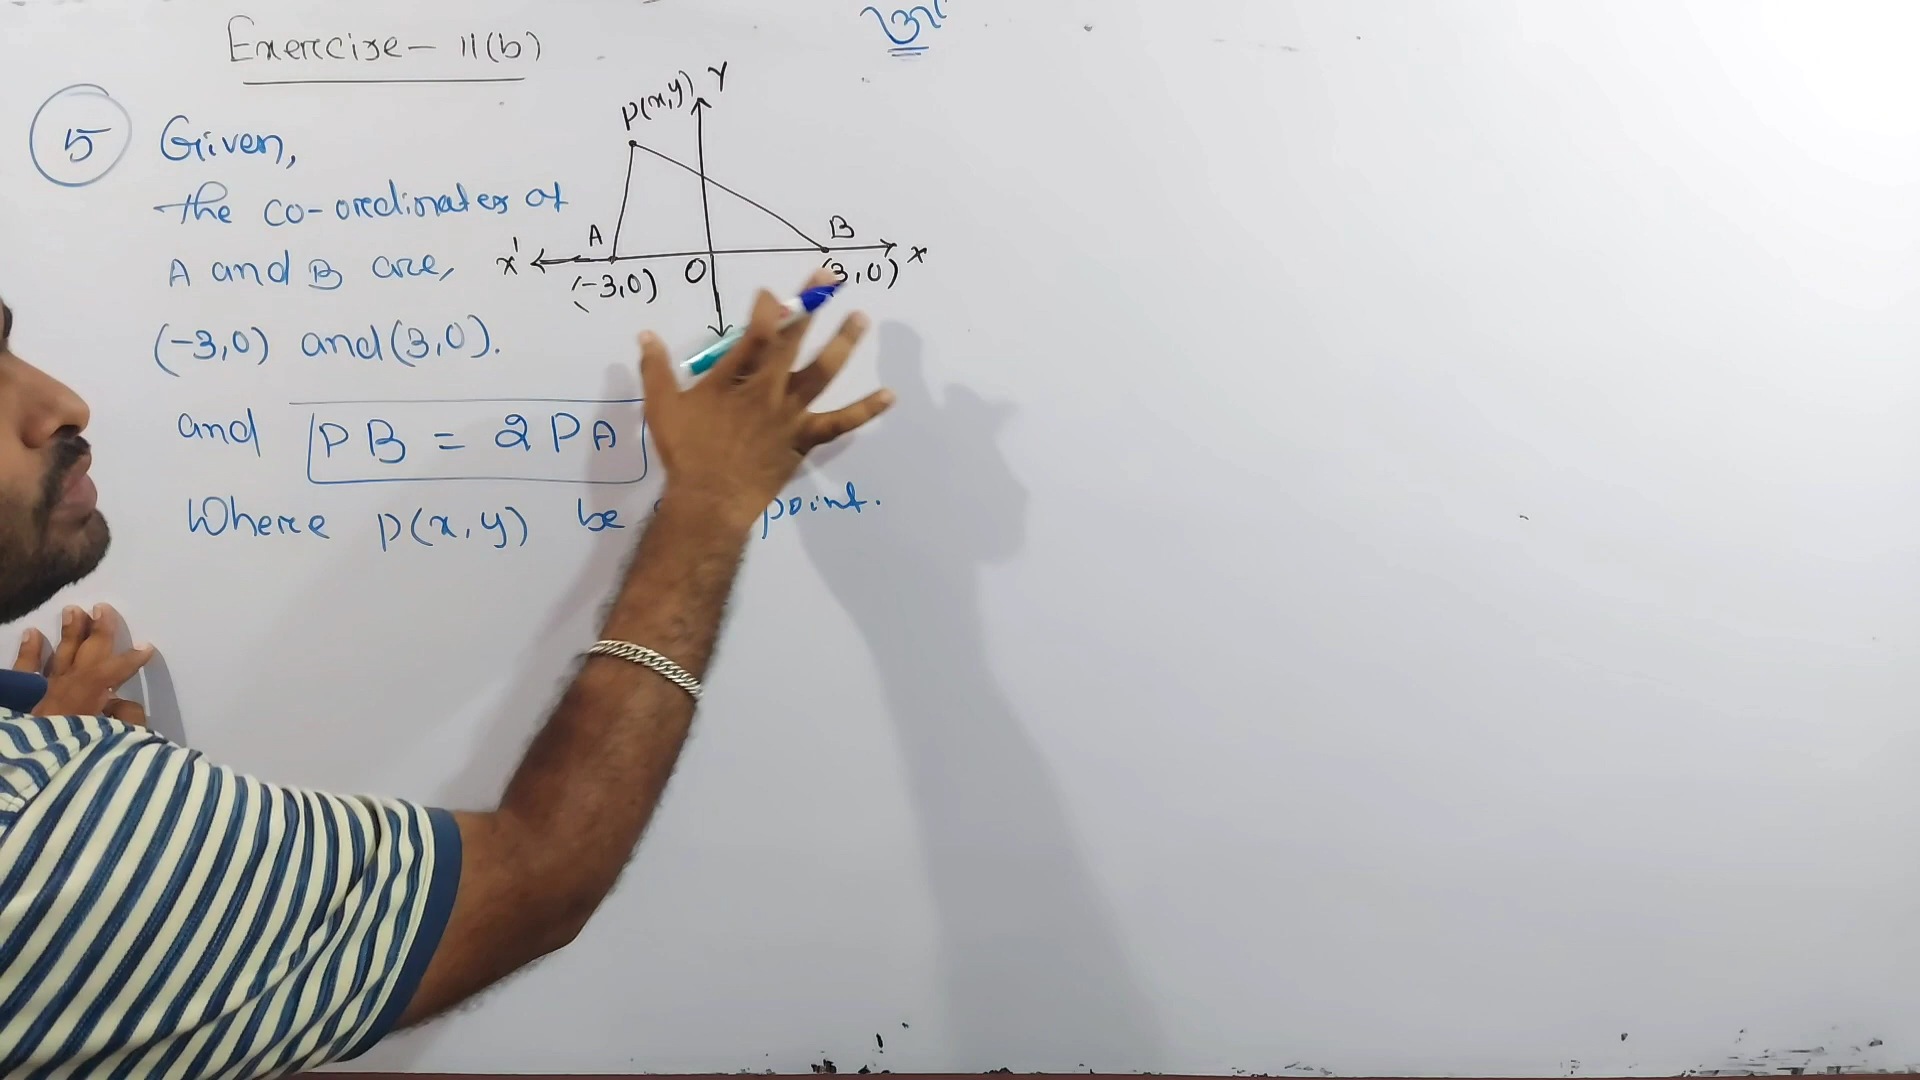 Exercise - 11(b)
5 Given,
the co-ordinates of
A and B are,
(-3,0) and (3,0).
and PB = 2PA
Where P(x,y) be point.
P(x,y) Y
A B
X' O X
(-3,0) (3,0)